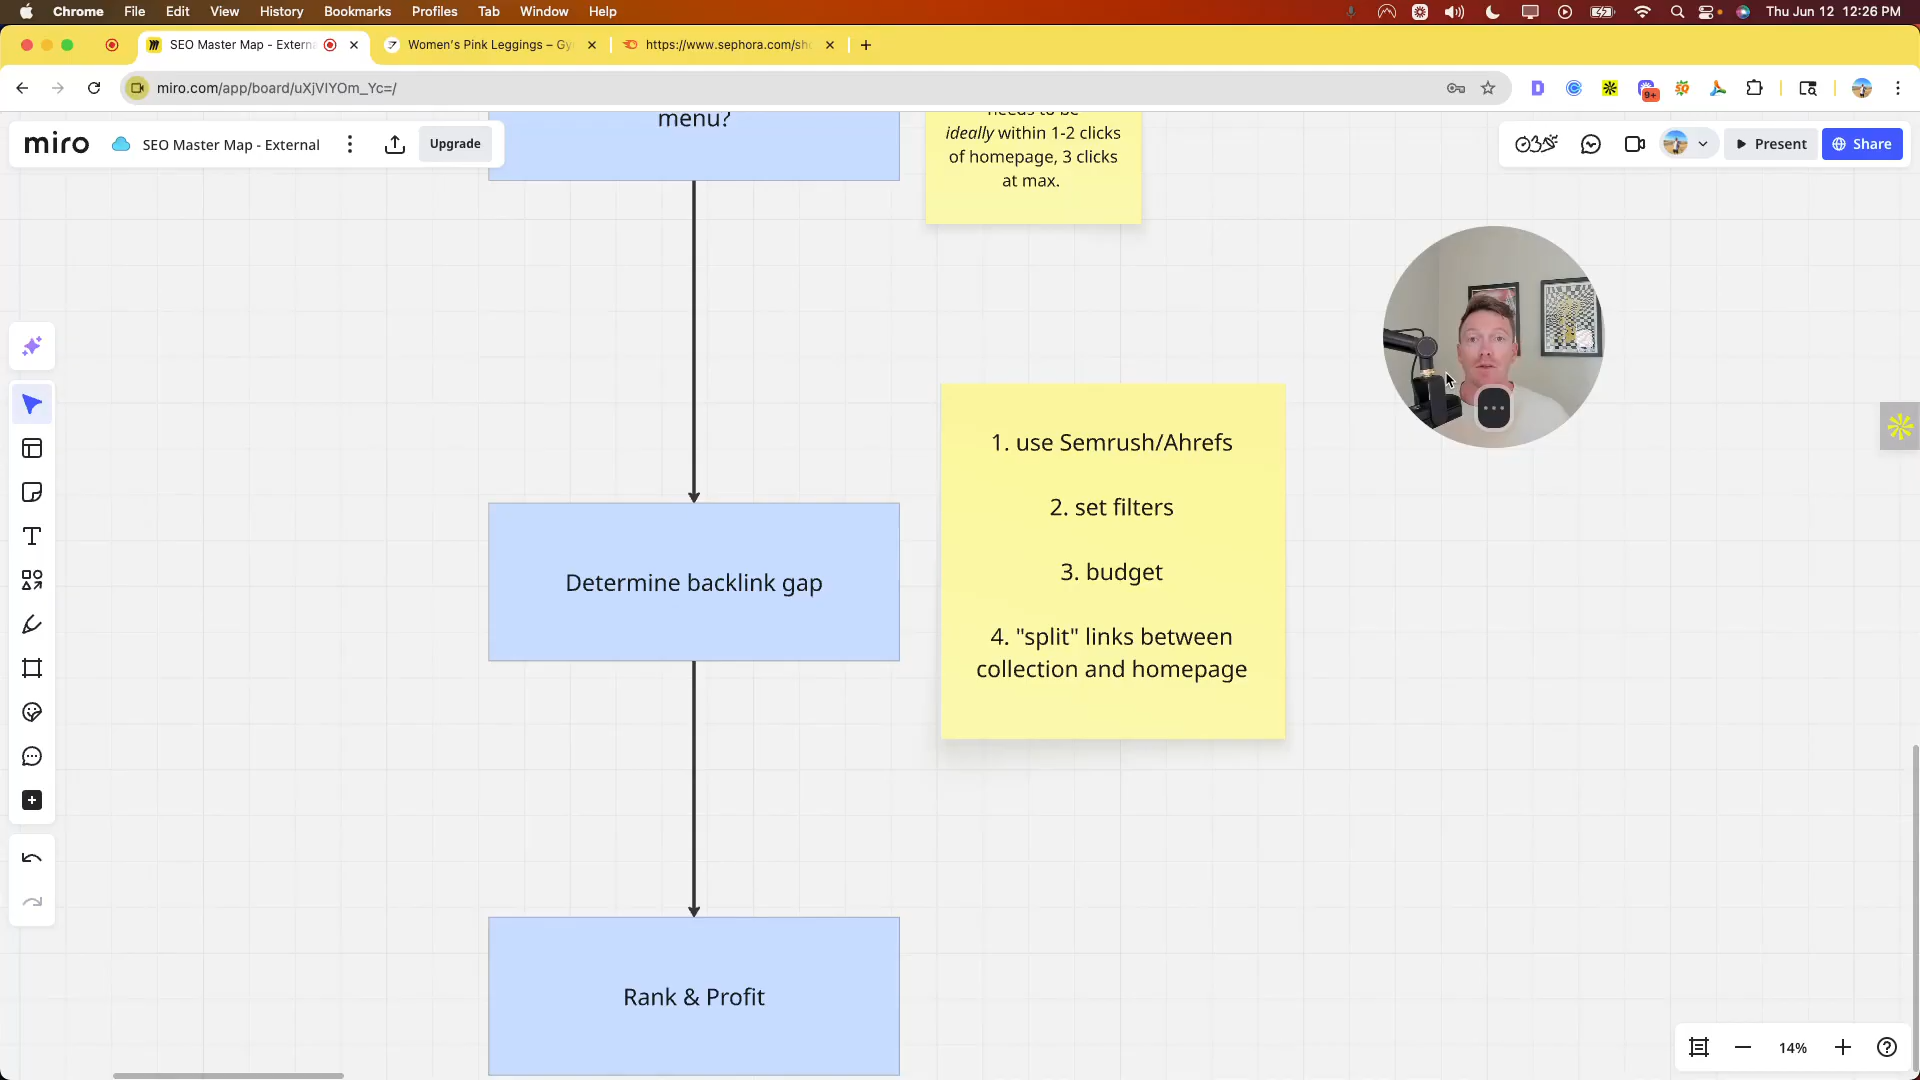 Chrome File Edit View History Bookmarks Profiles Tab Window Help Thu Jun 12 12:26 PM
SEO Master Map - Extern
Women's Pink Leggings – Gy
https://www.sephora.com/sh
miro.com/app/board/uXjVIYOm_Yc=/
9+
miro
SEO Master Map - External
Upgrade
Present
Share
menu?
needs to be
ideally within 1-2 clicks
of homepage, 3 clicks
at max.
1. use Semrush/Ahrefs
2. set filters
3. budget
4. "split" links between
collection and homepage
Determine backlink gap
Rank & Profit
14%